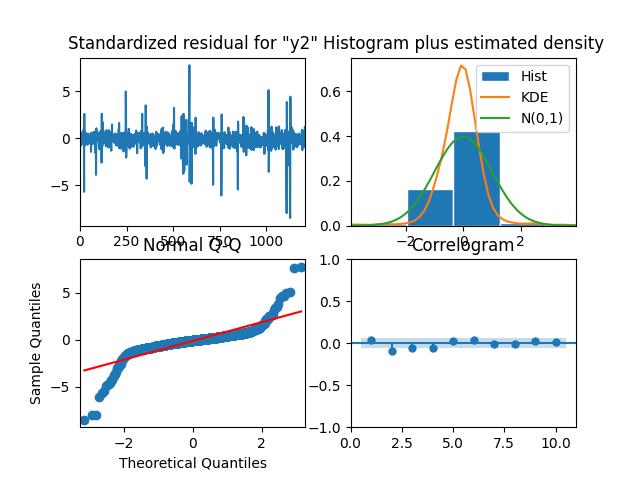 Standardized residual for "y2"
5
0
−5
0 250 500 750 1000
Histogram plus estimated density
Hist
KDE
N(0,1)
0.6
0.4
0.2
0.0
−2 0 2
Normal Q-Q
Sample Quantiles
5
0
−5
−2 0 2
Theoretical Quantiles
Correlogram
1.0
0.5
0.0
−0.5
−1.0
0.0 2.5 5.0 7.5 10.0